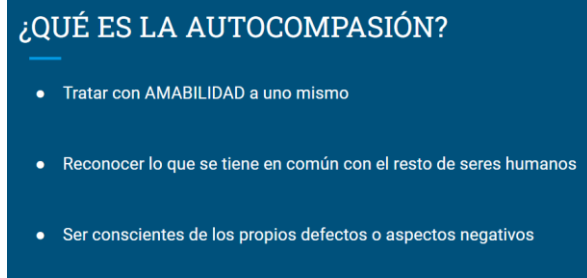 ¿QUÉ ES LA AUTOCOMPASIÓN?
● Tratar con AMABILIDAD a uno mismo
● Reconocer lo que se tiene en común con el resto de seres humanos
● Ser conscientes de los propios defectos o aspectos negativos